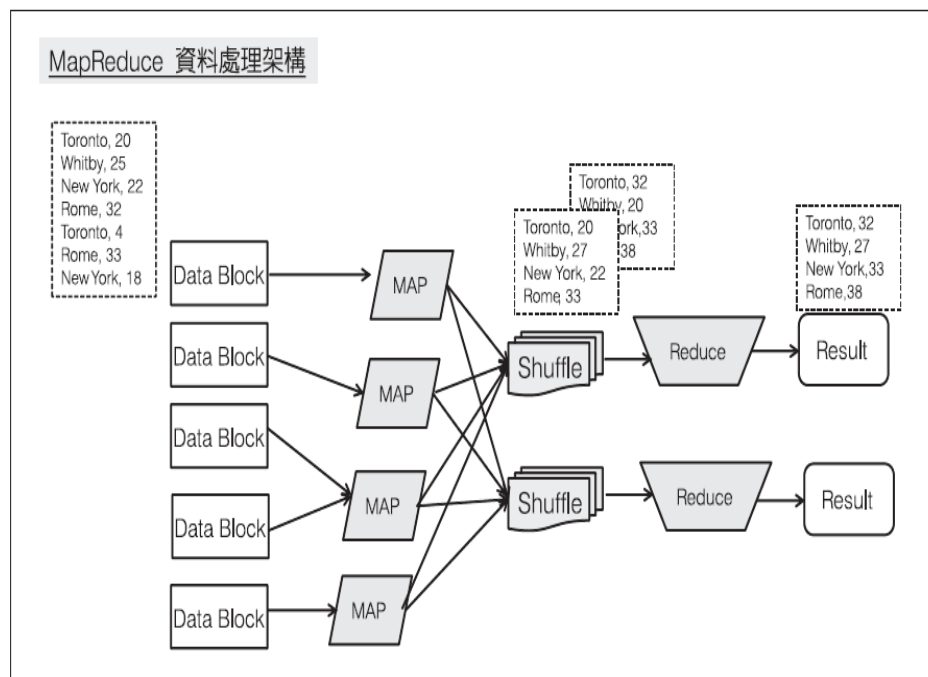 MapReduce 資料處理架構
Toronto, 20
Whitby, 25
New York, 22
Rome, 32
Toronto, 4
Rome, 33
New York, 18
Toronto, 32
Whitby, 20
ork,33
38
Toronto, 20
Whitby, 27
New York, 22
Rome, 33
Toronto, 32
Whitby, 27
New York,33
Rome,38
Data Block
MAP
Data Block
MAP
Shuffle
Reduce
Result
Data Block
MAP
Data Block
Shuffle
Reduce
Result
Data Block
MAP